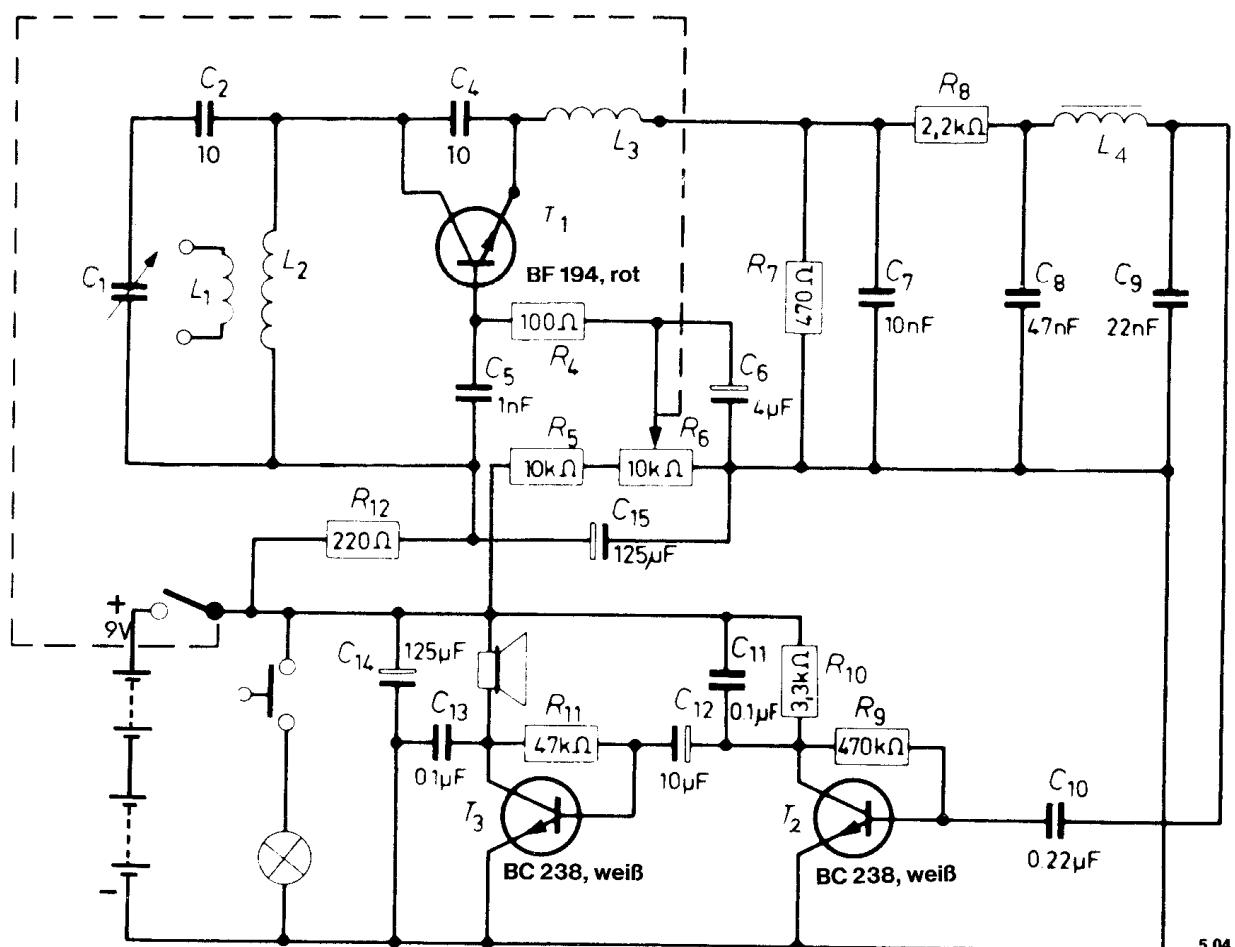 C2
10
C4
10
L3
R8
2,2kΩ
L4
C1
L1
L2
T1
BF 194, rot
R7
470Ω
C7
10nF
C8
47nF
C9
22nF
100Ω
R4
C5
1nF
C6
4µF
R5
10kΩ
R6
10kΩ
R12
220Ω
C15
125µF
+
9V
C14
125µF
C11
0.1µF
R10
3,3kΩ
C13
0.1µF
R11
47kΩ
C12
10µF
R9
470kΩ
T3
BC 238, weiß
T2
BC 238, weiß
C10
0.22µF
-
5.04